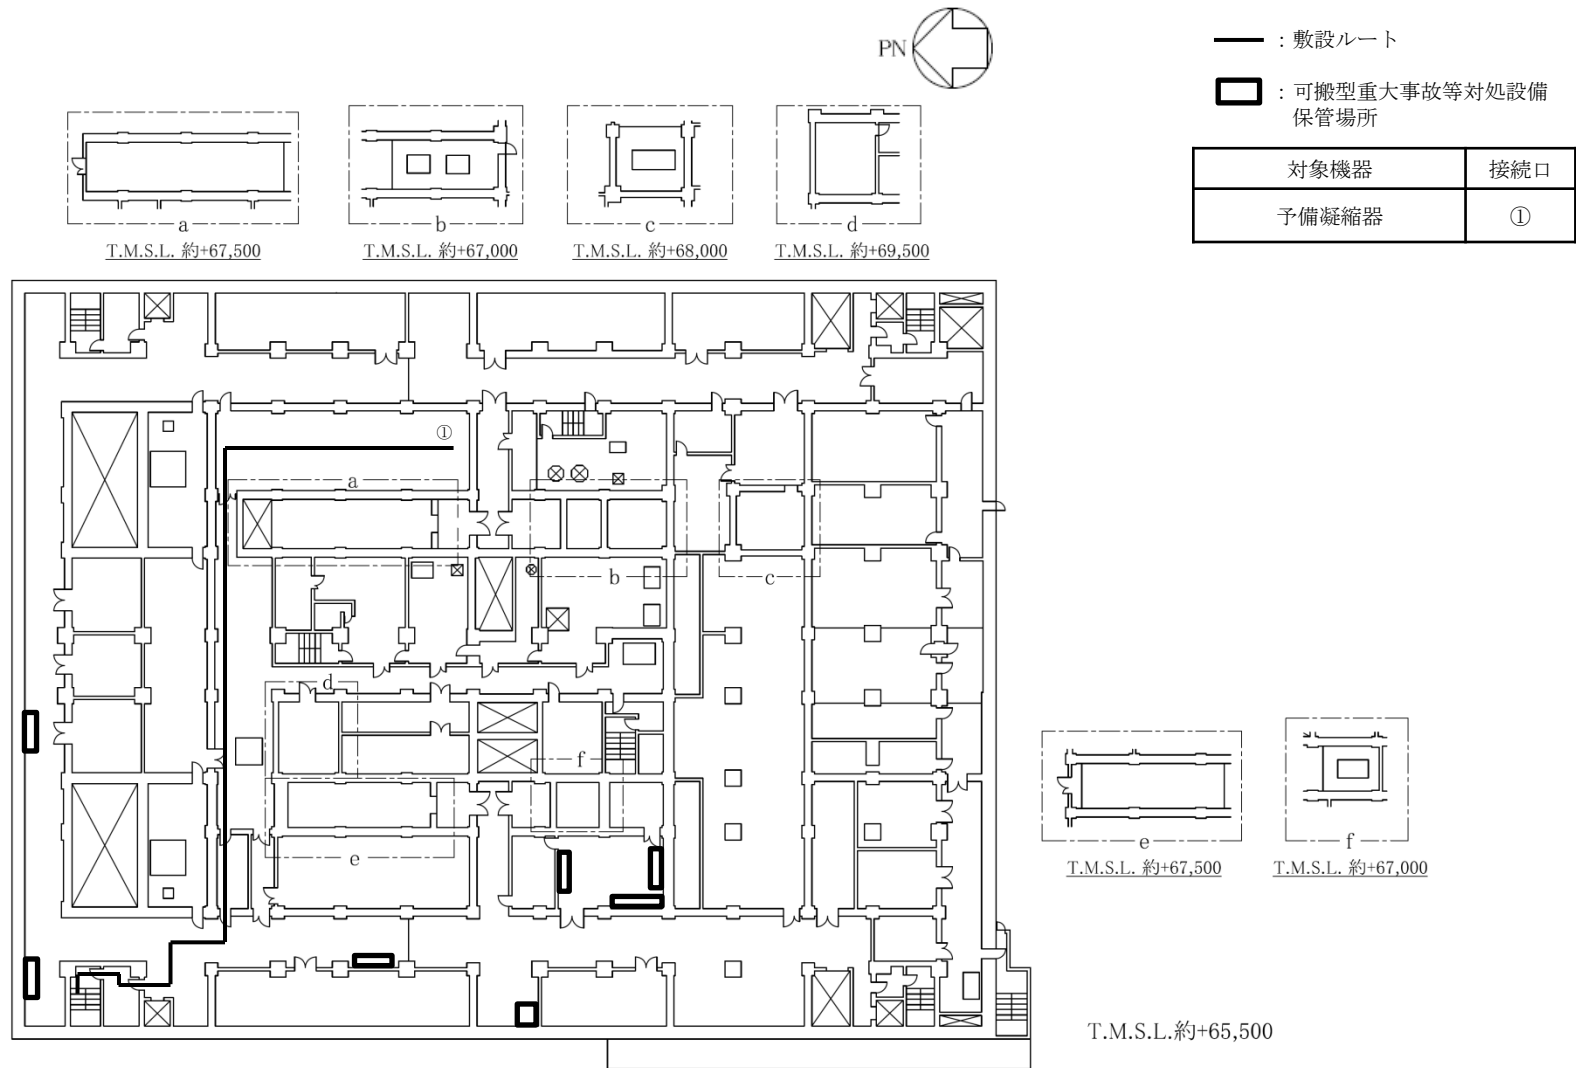 PN
：敷設ルート
：可搬型重大事故等対処設備
保管場所
対象機器 接続口
予備凝縮器 ①
a
T.M.S.L. 約+67,500
b
T.M.S.L. 約+67,000
c
T.M.S.L. 約+68,000
d
T.M.S.L. 約+69,500
①
a
b
c
d
f
e
e
T.M.S.L. 約+67,500
f
T.M.S.L. 約+67,000
T.M.S.L.約+65,500